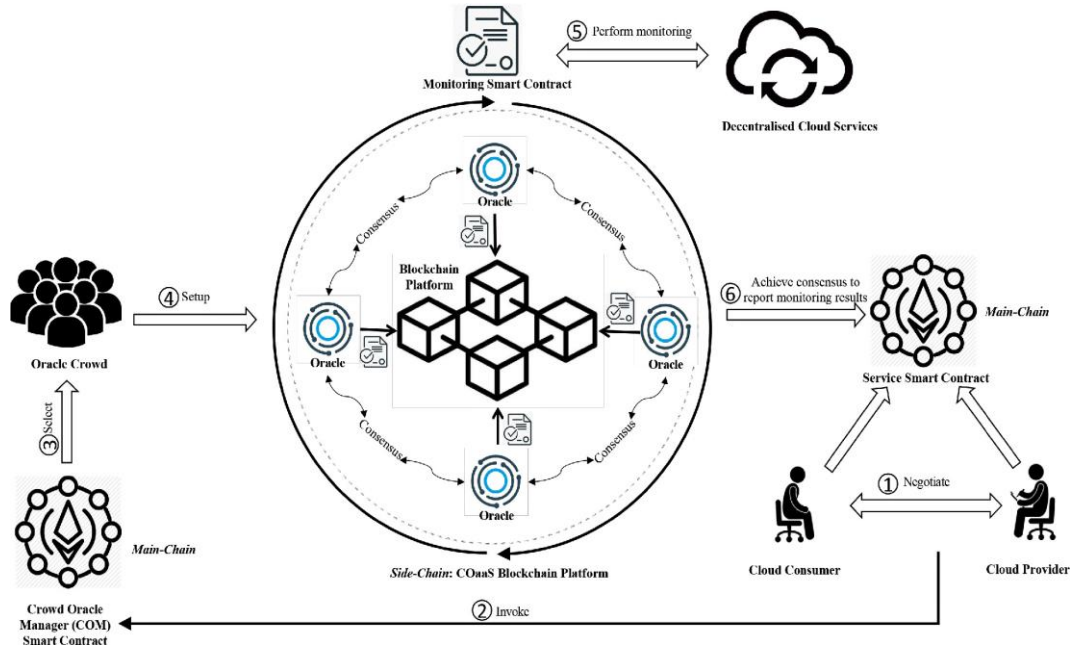 ⑤ Perform monitoring
Monitoring Smart Contract
Decentralised Cloud Services
Oracle
Consensus
Consensus
Blockchain
Platform
④ Setup
Oracle
Oracle
⑥ Achieve consensus to
report monitoring results
Main-Chain
Oracle Crowd
Service Smart Contract
③ Select
Consensus
Consensus
① Negotiate
Oracle
Main-Chain
Side-Chain: COaaS Blockchain Platform
Cloud Consumer
Cloud Provider
Crowd Oracle
Manager (COM)
Smart Contract
② Invoke